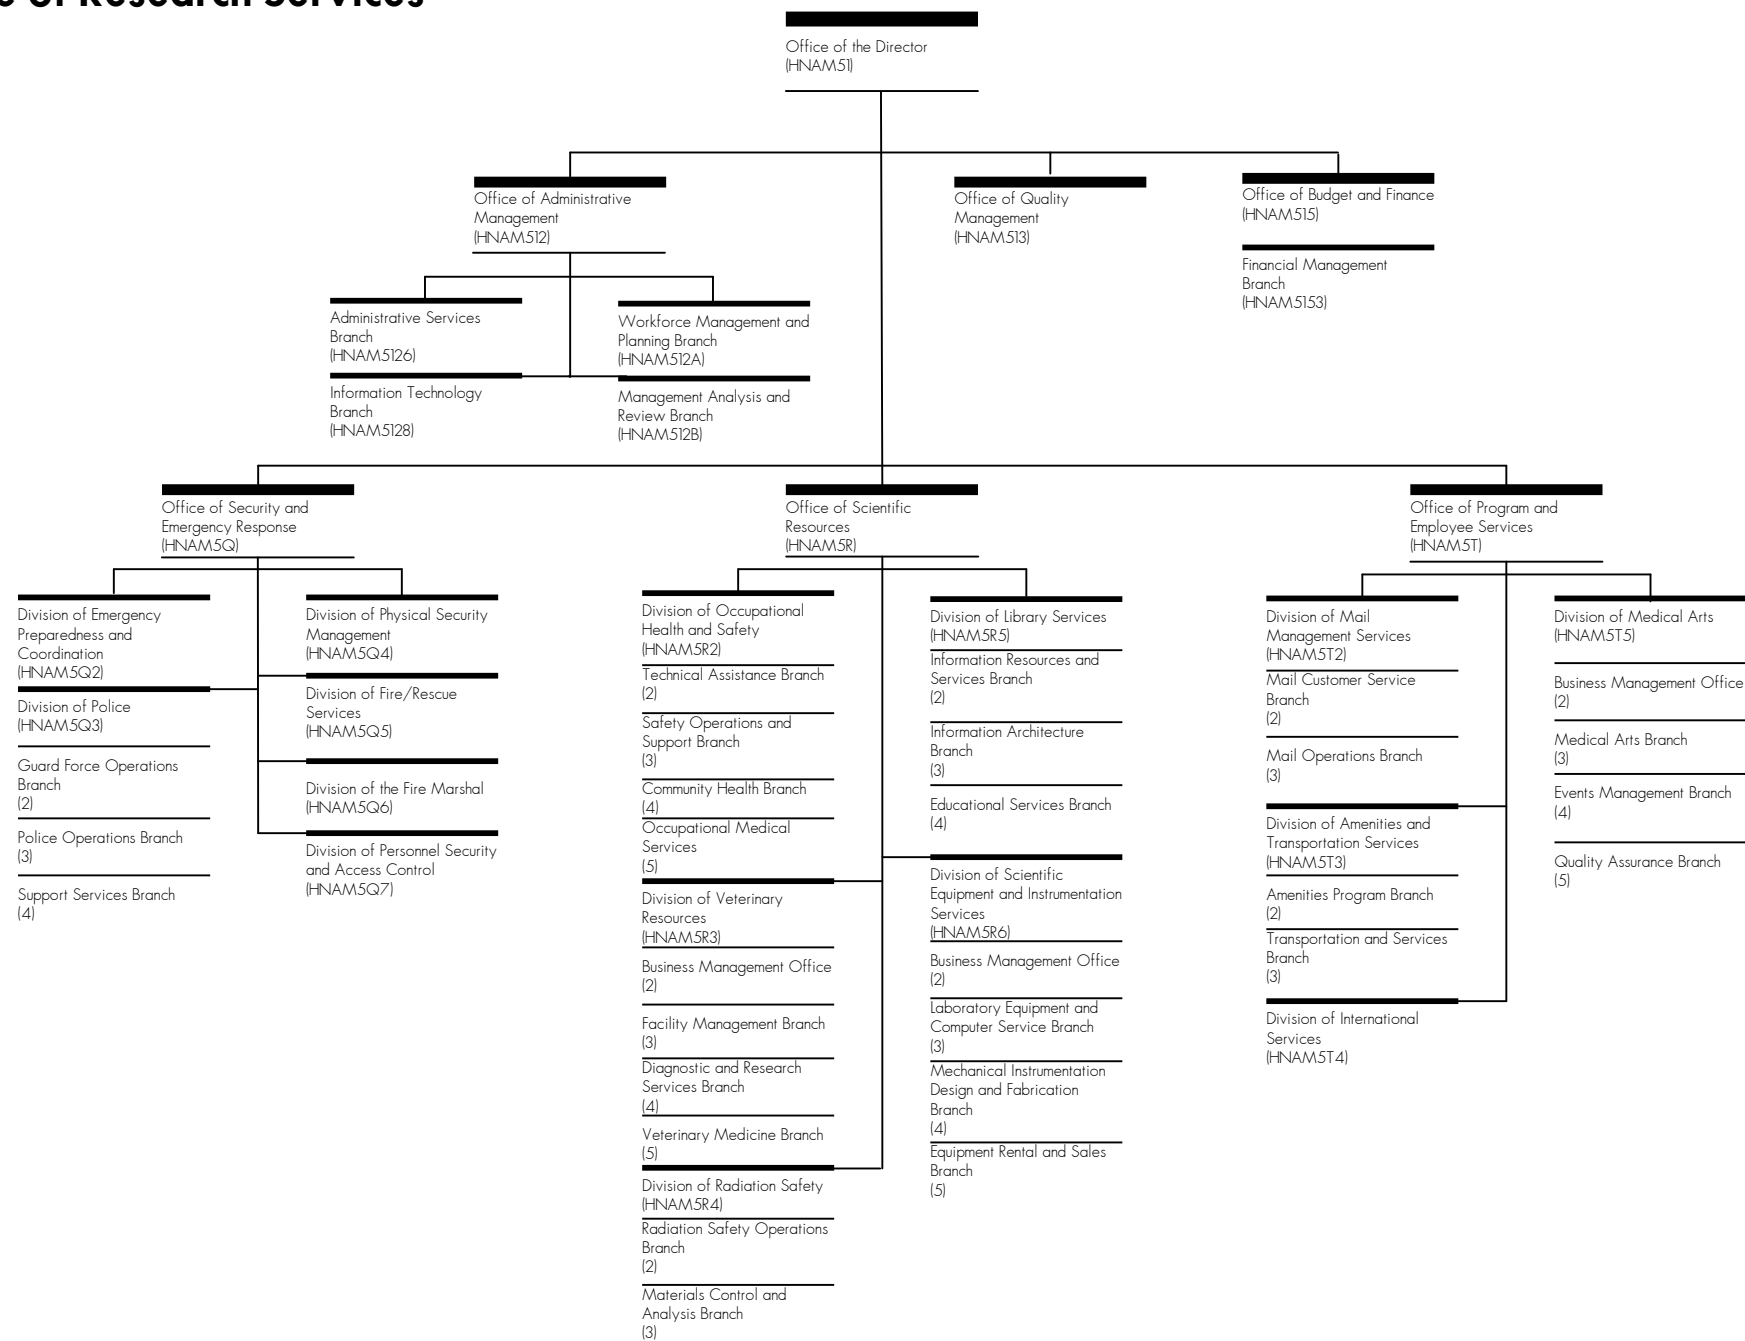 of Research Services
Office of the Director
(HNAM51)
Office of Administrative
Management
(HNAM512)
Office of Quality
Management
(HNAM513)
Office of Budget and Finance
(HNAM515)
Financial Management
Branch
(HNAM5153)
Administrative Services
Branch
(HNAM5126)
Workforce Management and
Planning Branch
(HNAM512A)
Information Technology
Branch
(HNAM5128)
Management Analysis and
Review Branch
(HNAM512B)
Office of Security and
Emergency Response
(HNAM5Q)
Division of Emergency
Preparedness and
Coordination
(HNAM5Q2)
Division of Police
(HNAM5Q3)
Guard Force Operations
Branch
(2)
Police Operations Branch
(3)
Support Services Branch
(4)
Division of Physical Security
Management
(HNAM5Q4)
Division of Fire/Rescue
Services
(HNAM5Q5)
Division of the Fire Marshal
(HNAM5Q6)
Division of Personnel Security
and Access Control
(HNAM5Q7)
Office of Scientific
Resources
(HNAM5R)
Division of Occupational
Health and Safety
(HNAM5R2)
Technical Assistance Branch
(2)
Safety Operations and
Support Branch
(3)
Community Health Branch
(4)
Occupational Medical
Services
(5)
Division of Veterinary
Resources
(HNAM5R3)
Business Management Office
(2)
Facility Management Branch
(3)
Diagnostic and Research
Services Branch
(4)
Veterinary Medicine Branch
(5)
Division of Radiation Safety
(HNAM5R4)
Radiation Safety Operations
Branch
(2)
Materials Control and
Analysis Branch
(3)
Division of Library Services
(HNAM5R5)
Information Resources and
Services Branch
(2)
Information Architecture
Branch
(3)
Educational Services Branch
(4)
Division of Scientific
Equipment and Instrumentation
Services
(HNAM5R6)
Business Management Office
(2)
Laboratory Equipment and
Computer Service Branch
(3)
Mechanical Instrumentation
Design and Fabrication
Branch
(4)
Equipment Rental and Sales
Branch
(5)
Office of Program and
Employee Services
(HNAM5T)
Division of Mail
Management Services
(HNAM5T2)
Mail Customer Service
Branch
(2)
Mail Operations Branch
(3)
Division of Amenities and
Transportation Services
(HNAM5T3)
Amenities Program Branch
(2)
Transportation and Services
Branch
(3)
Division of International
Services
(HNAM5T4)
Division of Medical Arts
(HNAM5T5)
Business Management Office
(2)
Medical Arts Branch
(3)
Events Management Branch
(4)
Quality Assurance Branch
(5)